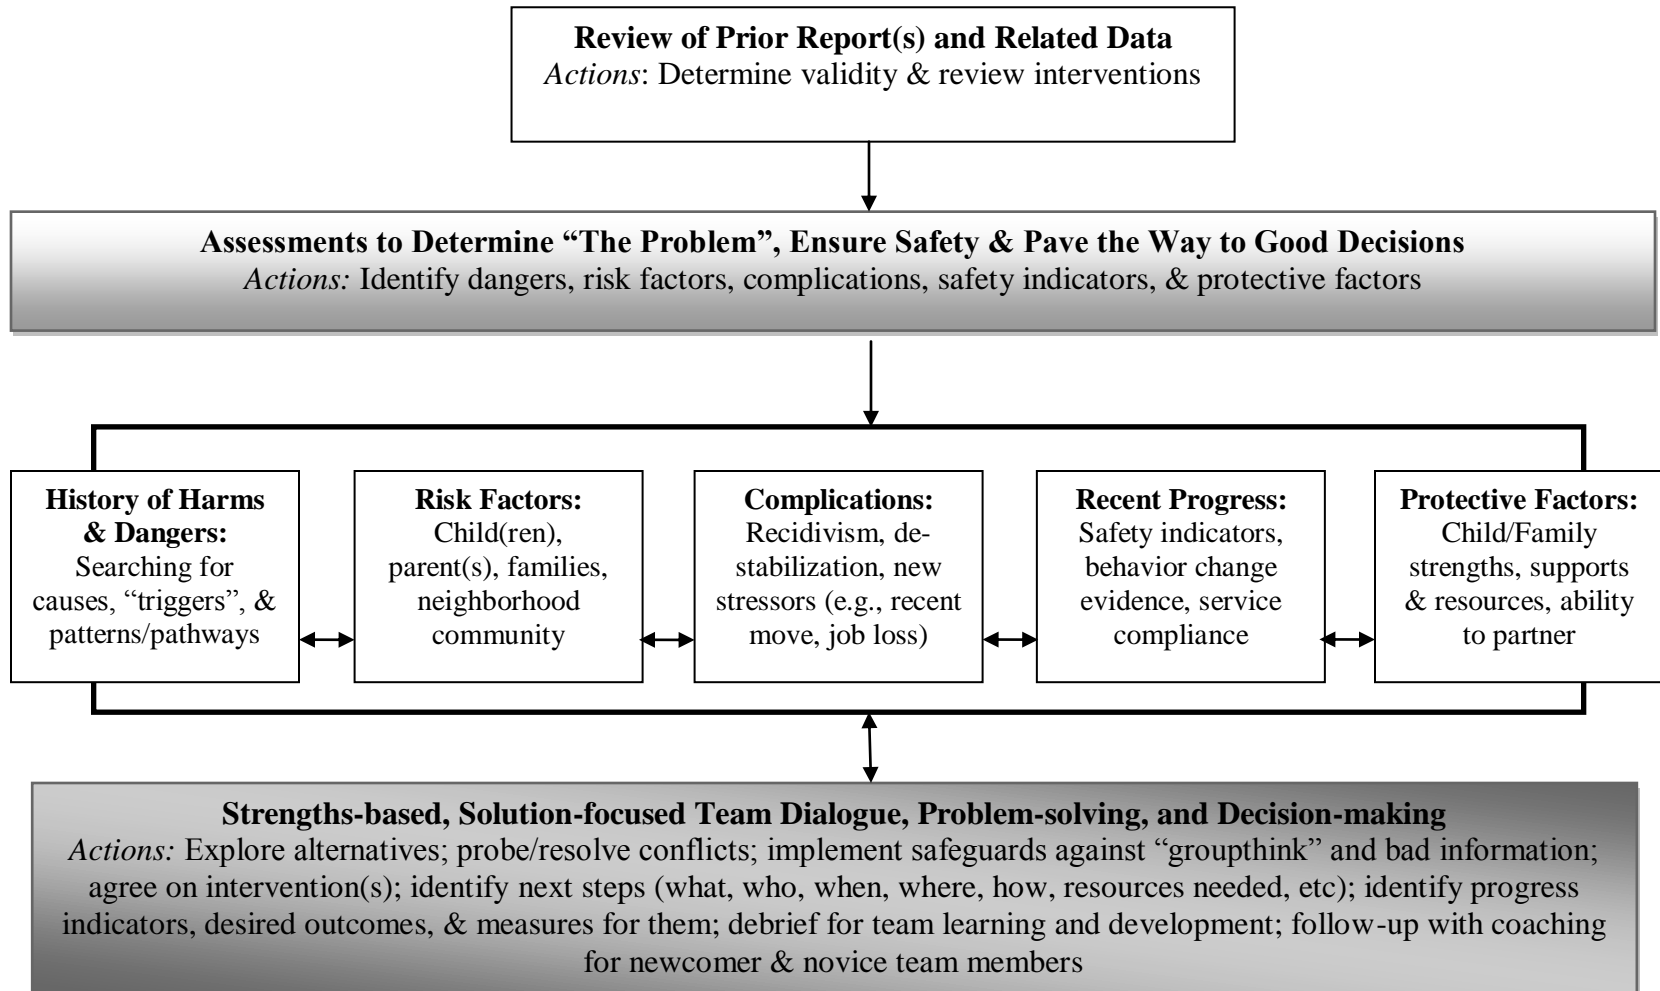 Review of Prior Report(s) and Related Data
Actions: Determine validity & review interventions
Assessments to Determine “The Problem”, Ensure Safety & Pave the Way to Good Decisions
Actions: Identify dangers, risk factors, complications, safety indicators, & protective factors
History of Harms
& Dangers:
Searching for
causes, “triggers”, &
patterns/pathways
Risk Factors:
Child(ren),
parent(s), families,
neighborhood
community
Complications:
Recidivism, de-
stabilization, new
stressors (e.g., recent
move, job loss)
Recent Progress:
Safety indicators,
behavior change
evidence, service
compliance
Protective Factors:
Child/Family
strengths, supports
& resources, ability
to partner
Strengths-based, Solution-focused Team Dialogue, Problem-solving, and Decision-making
Actions: Explore alternatives; probe/resolve conflicts; implement safeguards against “groupthink” and bad information;
agree on intervention(s); identify next steps (what, who, when, where, how, resources needed, etc); identify progress
indicators, desired outcomes, & measures for them; debrief for team learning and development; follow-up with coaching
for newcomer & novice team members